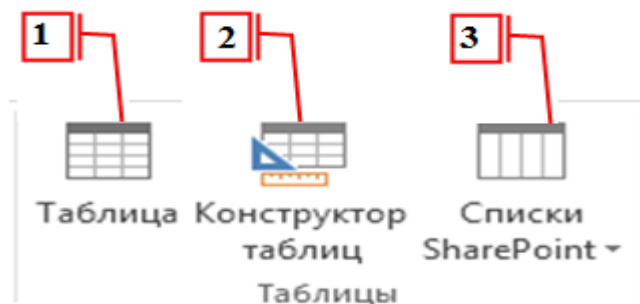 1 2 3
Таблица Конструктор Списки
таблиц SharePoint
Таблицы